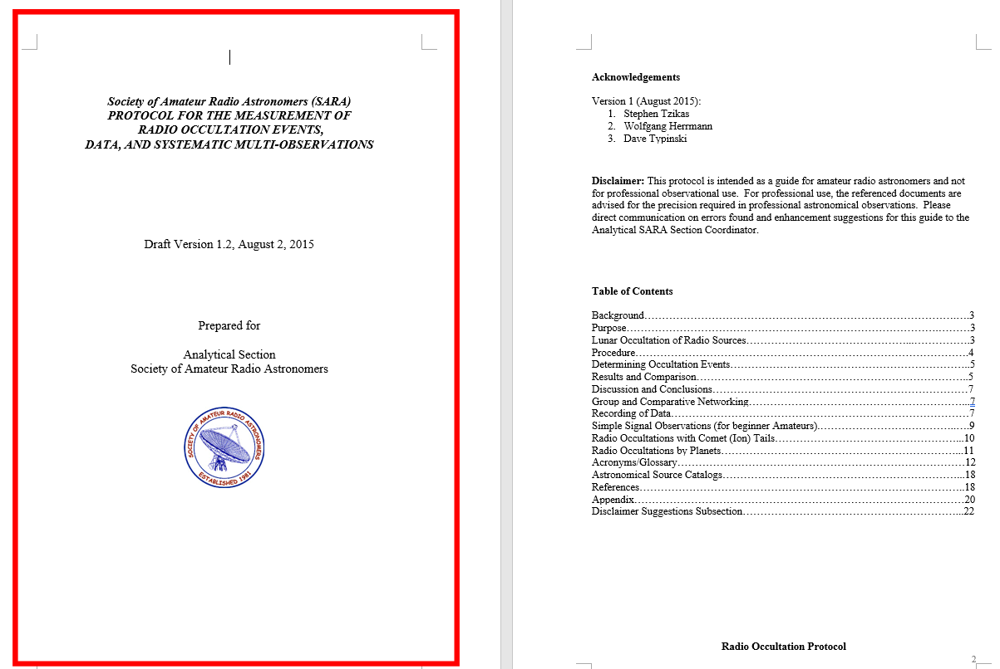 Society of Amateur Radio Astronomers (SARA)
PROTOCOL FOR THE MEASUREMENT OF
RADIO OCCULTATION EVENTS,
DATA, AND SYSTEMATIC MULTI-OBSERVATIONS
Draft Version 1.2, August 2, 2015
Prepared for
Analytical Section
Society of Amateur Radio Astronomers
SOCIETY OF AMATEUR RADIO ASTRONOMERS
ESTABLISHED 1981
Acknowledgements
Version 1 (August 2015):
1. Stephen Tzikas
2. Wolfgang Herrmann
3. Dave Typinski
Disclaimer: This protocol is intended as a guide for amateur radio astronomers and not
for professional observational use. For professional use, the referenced documents are
advised for the precision required in professional astronomical observations. Please
direct communication on errors found and enhancement suggestions for this guide to the
Analytical SARA Section Coordinator.
Table of Contents
Background……………………………………………………………………………….3
Purpose……………………………………………………………………………………3
Lunar Occultation of Radio Sources………………………………………………………3
Procedure………………………………………………………………………………….4
Determining Occultation Events…………………………………………………………..5
Results and Comparison…………………………………………………………………..5
Discussion and Conclusions………………………………………………………………7
Group and Comparative Networking……………………………………………………..7
Recording of Data…………………………………………………………………………7
Simple Signal Observations (for beginner Amateurs)…………………………………….9
Radio Occultations with Comet (Ion) Tails………………………………………………10
Radio Occultations by Planets……………………………………………………………11
Acronyms/Glossary………………………………………………………………………12
Astronomical Source Catalogs……………………………………………………………18
References………………………………………………………………………………..18
Appendix…………………………………………………………………………………20
Disclaimer Suggestions Subsection………………………………………………………22
Radio Occultation Protocol
2